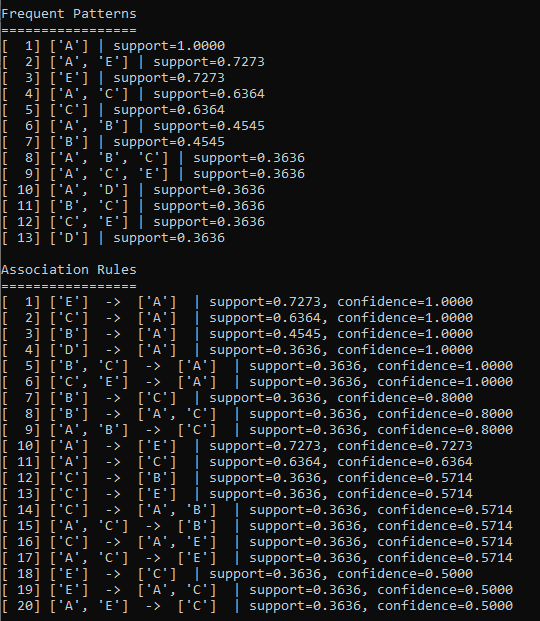 Frequent Patterns
=================
[  1] ['A'] | support=1.0000
[  2] ['A', 'E'] | support=0.7273
[  3] ['E'] | support=0.7273
[  4] ['A', 'C'] | support=0.6364
[  5] ['C'] | support=0.6364
[  6] ['A', 'B'] | support=0.4545
[  7] ['B'] | support=0.4545
[  8] ['A', 'B', 'C'] | support=0.3636
[  9] ['A', 'C', 'E'] | support=0.3636
[ 10] ['A', 'D'] | support=0.3636
[ 11] ['B', 'C'] | support=0.3636
[ 12] ['C', 'E'] | support=0.3636
[ 13] ['D'] | support=0.3636

Association Rules
=================
[  1] ['E']  ->  ['A']  | support=0.7273, confidence=1.0000
[  2] ['C']  ->  ['A']  | support=0.6364, confidence=1.0000
[  3] ['B']  ->  ['A']  | support=0.4545, confidence=1.0000
[  4] ['D']  ->  ['A']  | support=0.3636, confidence=1.0000
[  5] ['B', 'C']  ->  ['A']  | support=0.3636, confidence=1.0000
[  6] ['C', 'E']  ->  ['A']  | support=0.3636, confidence=1.0000
[  7] ['B']  ->  ['C']  | support=0.3636, confidence=0.8000
[  8] ['B']  ->  ['A', 'C']  | support=0.3636, confidence=0.8000
[  9] ['A', 'B']  ->  ['C']  | support=0.3636, confidence=0.8000
[ 10] ['A']  ->  ['E']  | support=0.7273, confidence=0.7273
[ 11] ['A']  ->  ['C']  | support=0.6364, confidence=0.6364
[ 12] ['C']  ->  ['B']  | support=0.3636, confidence=0.5714
[ 13] ['C']  ->  ['E']  | support=0.3636, confidence=0.5714
[ 14] ['C']  ->  ['A', 'B']  | support=0.3636, confidence=0.5714
[ 15] ['A', 'C']  ->  ['B']  | support=0.3636, confidence=0.5714
[ 16] ['C']  ->  ['A', 'E']  | support=0.3636, confidence=0.5714
[ 17] ['A', 'C']  ->  ['E']  | support=0.3636, confidence=0.5714
[ 18] ['E']  ->  ['C']  | support=0.3636, confidence=0.5000
[ 19] ['E']  ->  ['A', 'C']  | support=0.3636, confidence=0.5000
[ 20] ['A', 'E']  ->  ['C']  | support=0.3636, confidence=0.5000